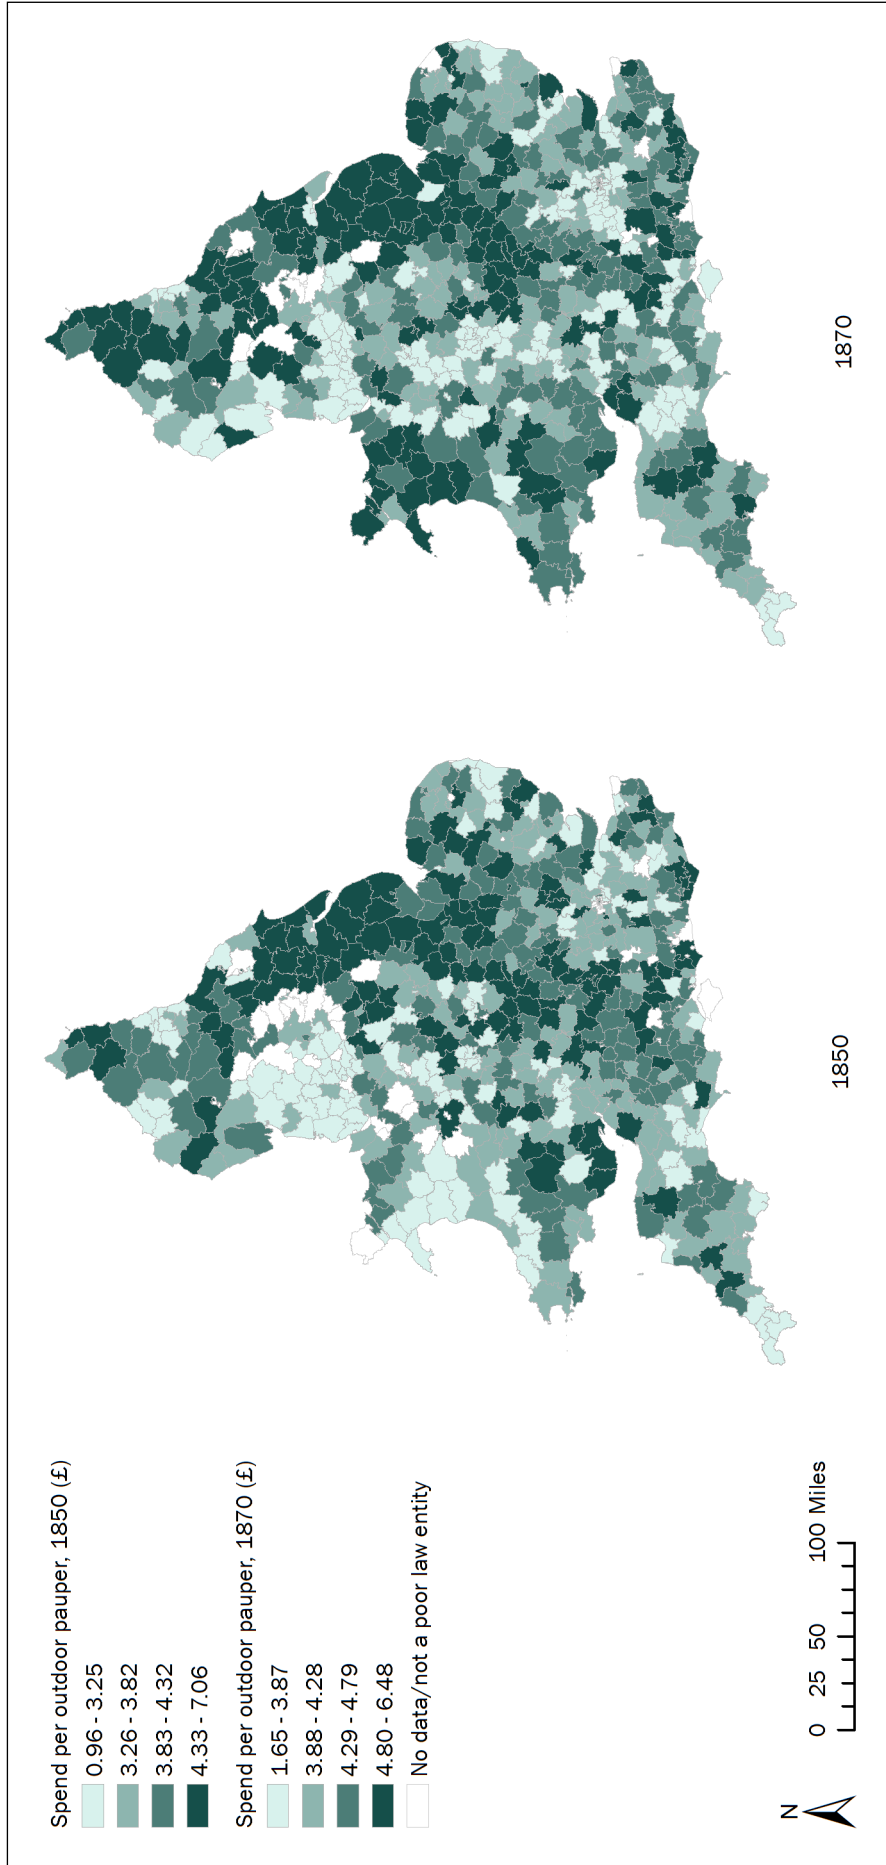 Spend per outdoor pauper, 1850 (£)
0.96 - 3.25
3.26 - 3.82
3.83 - 4.32
4.33 - 7.06
Spend per outdoor pauper, 1870 (£)
1.65 - 3.87
3.88 - 4.28
4.29 - 4.79
4.80 - 6.48
No data/not a poor law entity
N
0 25 50 100 Miles
1850
1870